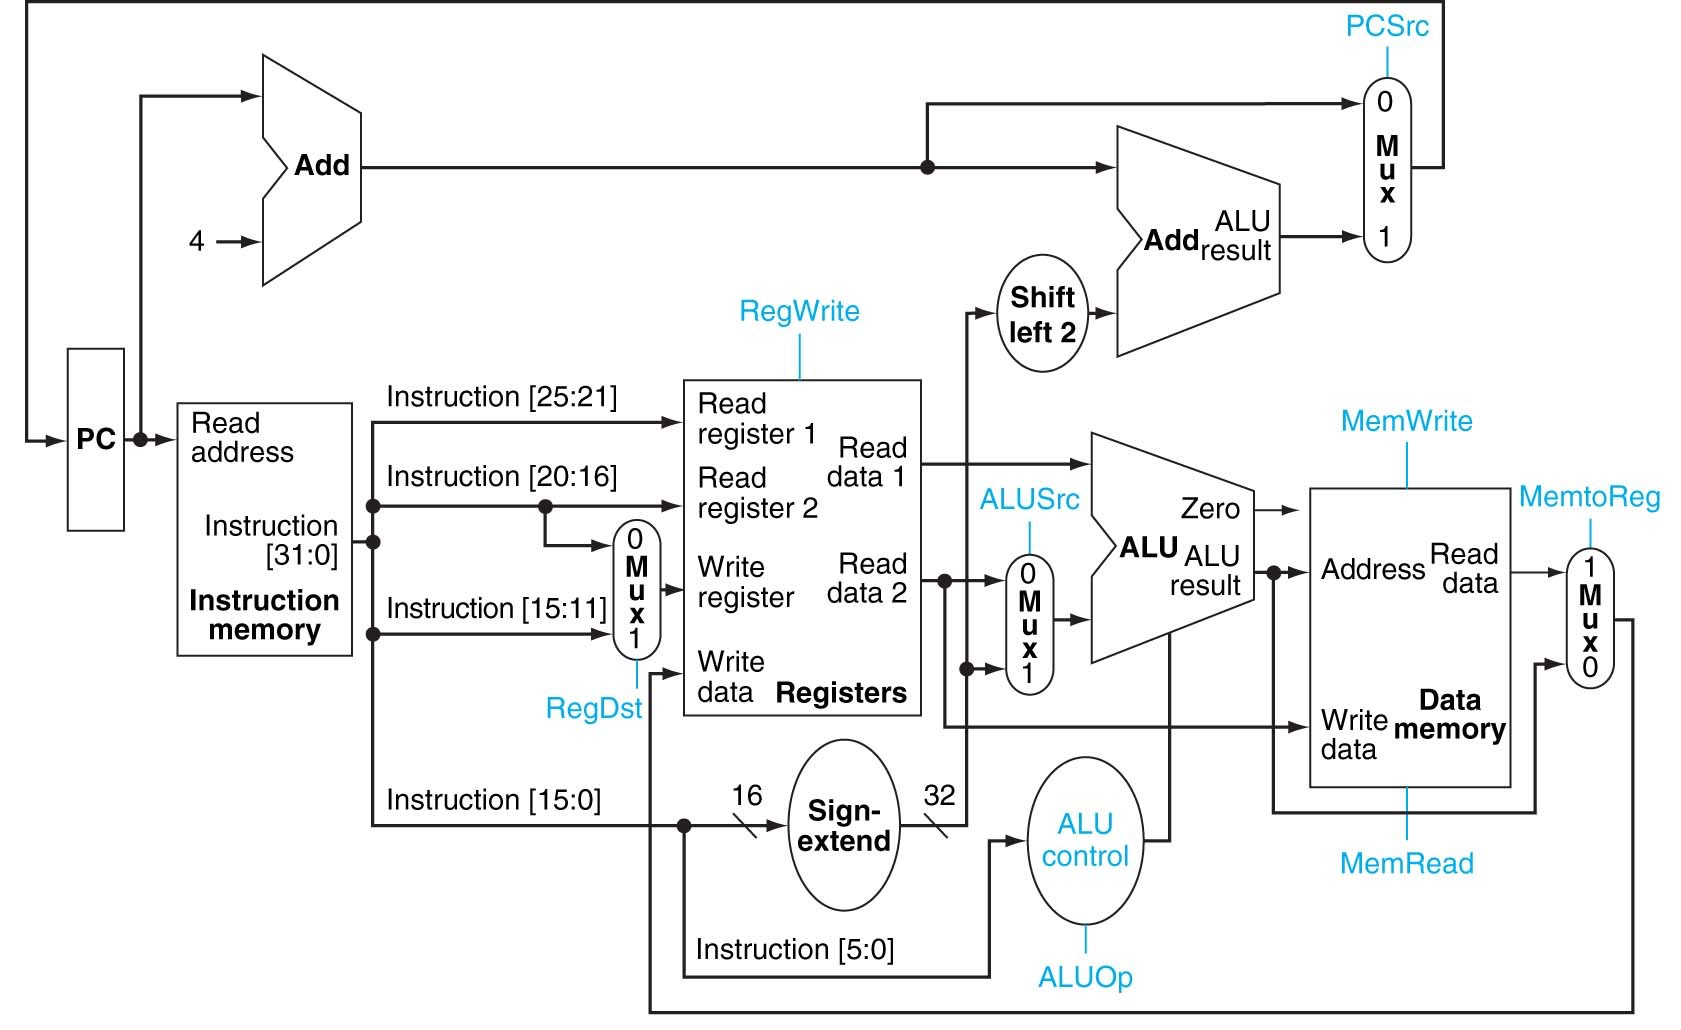 PCSrc
0
M
u
x
1
Add
4
Add
ALU
result
Shift
left 2
RegWrite
PC
Read
address
Instruction
[31:0]
Instruction
memory
Instruction [25:21]
Instruction [20:16]
Instruction [15:11]
0
M
u
x
1
RegDst
Read
register 1
Read
register 2
Write
register
Write
data
Read
data 1
Read
data 2
Registers
ALUSrc
0
M
u
x
1
ALU
Zero
ALU
result
MemWrite
Address
Read
data
Write
data
Data
memory
MemRead
MemtoReg
1
M
u
x
0
Instruction [15:0]
16
Sign-
extend
32
ALU
control
Instruction [5:0]
ALUOp